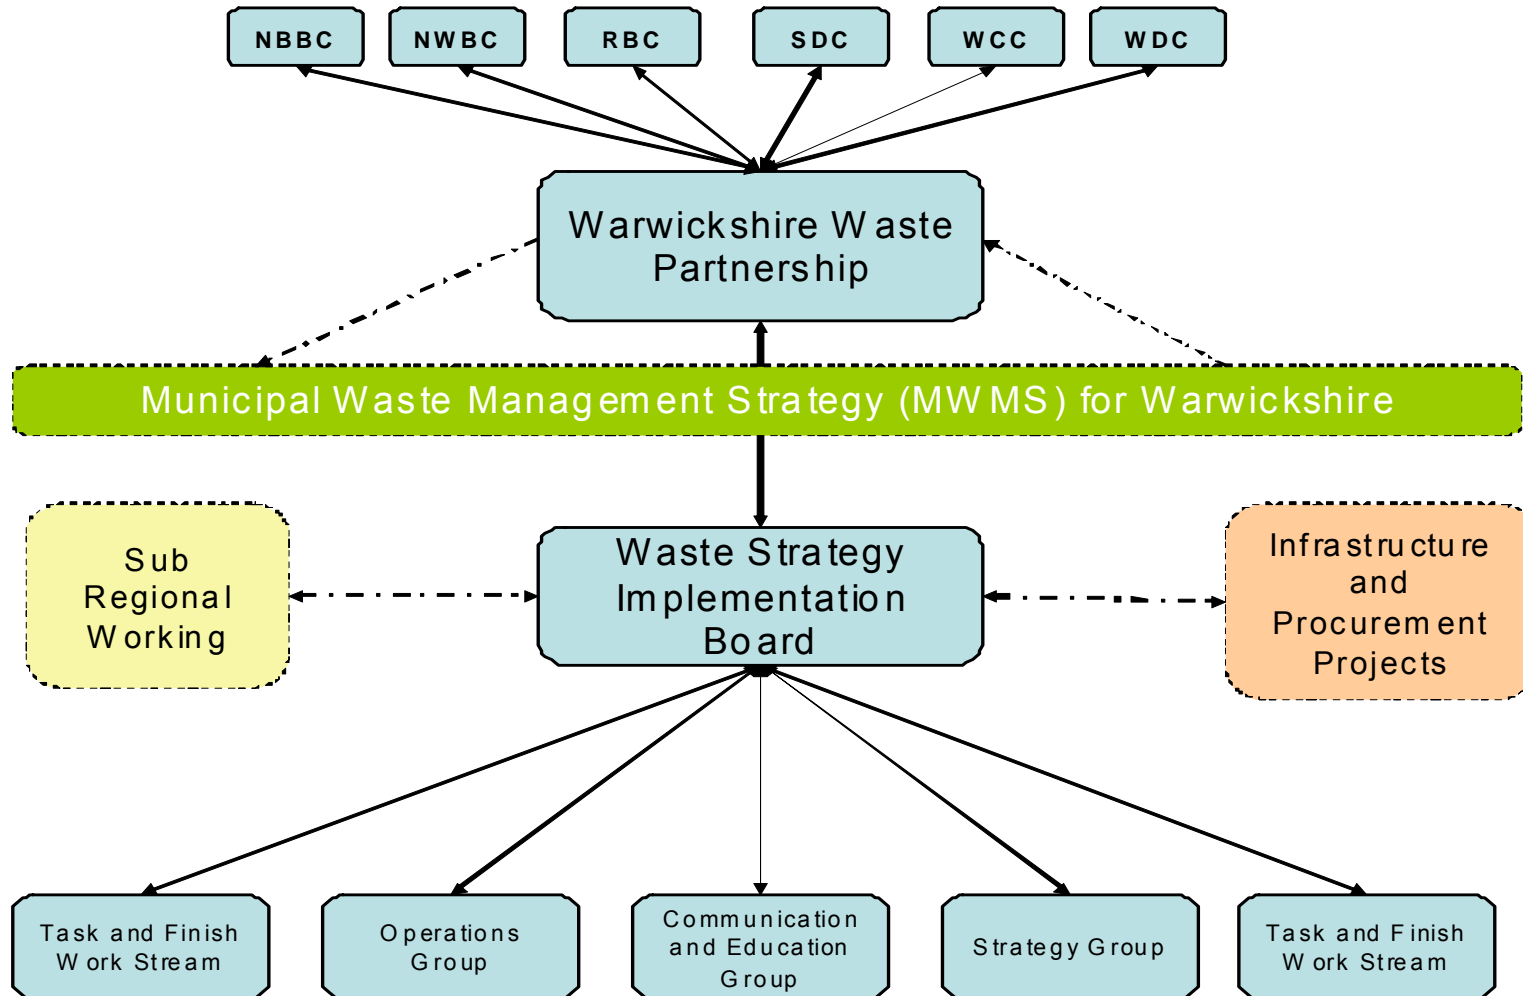 NBBC
NWBC
RBC
SDC
WCC
WDC
Warwickshire Waste
Partnership
Municipal Waste Management Strategy (MWMS) for Warwickshire
Sub
Regional
Working
Waste Strategy
Implementation
Board
Infrastructure
and
Procurement
Projects
Task and Finish
Work Stream
Operations
Group
Communication
and Education
Group
Strategy Group
Task and Finish
Work Stream